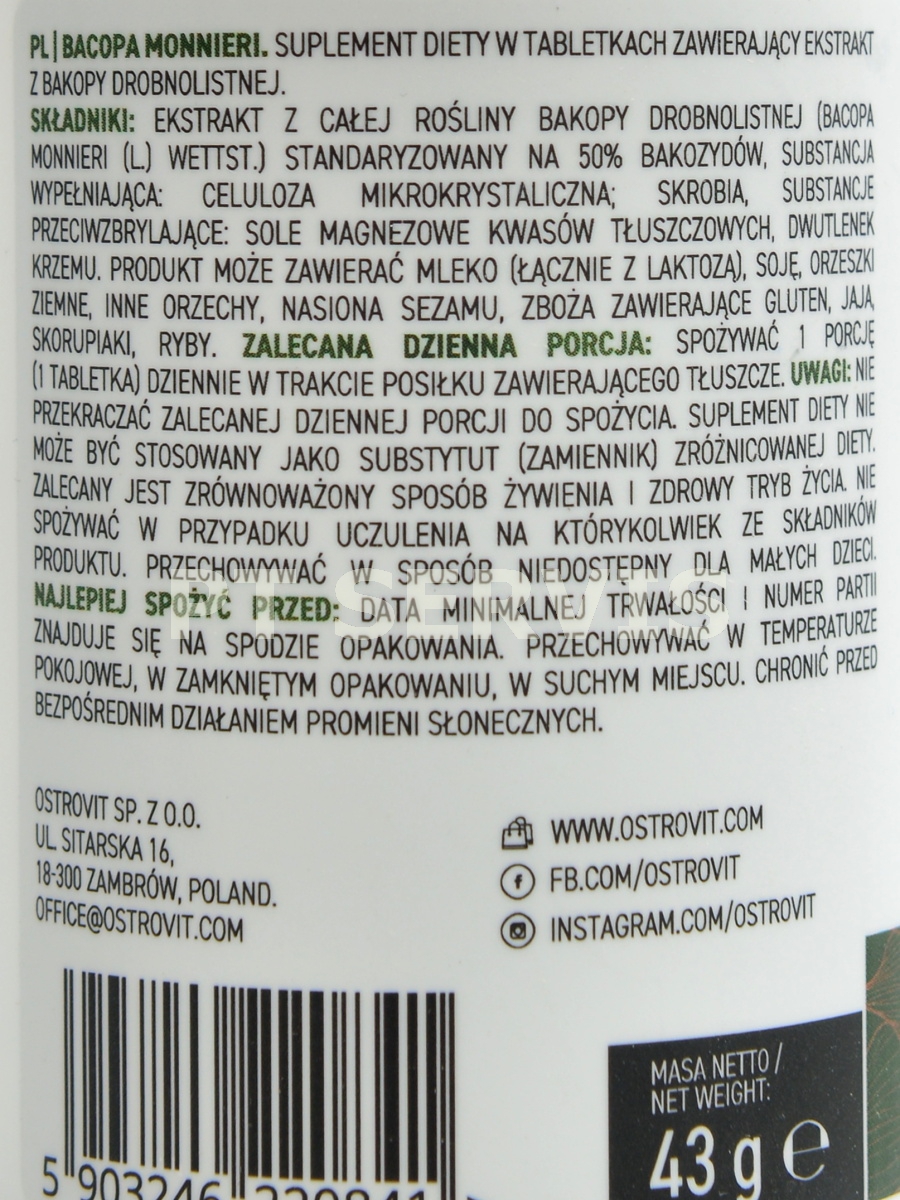 PL | BACOPA MONNIERI. SUPLEMENT DIETY W TABLETKACH ZAWIERAJĄCY EKSTRAKT
Z BAKOPY DROBNOLISTNEJ.
SKŁADNIKI: EKSTRAKT Z CAŁEJ ROŚLINY BAKOPY DROBNOLISTNEJ (BACOPA
MONNIERI (L.) WETTST.) STANDARYZOWANY NA 50% BAKOZYDÓW, SUBSTANCJA
WYPEŁNIAJĄCA: CELULOZA MIKROKRYSTALICZNA; SKROBIA, SUBSTANCJE
PRZECIWZBRYLAJĄCE: SOLE MAGNEZOWE KWASÓW TŁUSZCZOWYCH, DWUTLENEK
KRZEMU. PRODUKT MOŻE ZAWIERAĆ MLEKO (ŁĄCZNIE Z LAKTOZĄ), SOJĘ, ORZESZKI
ZIEMNE, INNE ORZECHY, NASIONA SEZAMU, ZBOŻA ZAWIERAJĄCE GLUTEN, JAJA,
SKORUPIAKI, RYBY. ZALECANA DZIENNA PORCJA: SPOŻYWAĆ 1 PORCJĘ
(1 TABLETKA) DZIENNIE W TRAKCIE POSIŁKU ZAWIERAJĄCEGO TŁUSZCZE. UWAGI: NIE
PRZEKRACZAĆ ZALECANEJ DZIENNEJ PORCJI DO SPOŻYCIA. SUPLEMENT DIETY NIE
MOŻE BYĆ STOSOWANY JAKO SUBSTYTUT (ZAMIENNIK) ZRÓŻNICOWANEJ DIETY.
ZALECANY JEST ZRÓWNOWAŻONY SPOSÓB ŻYWIENIA I ZDROWY TRYB ŻYCIA. NIE
SPOŻYWAĆ W PRZYPADKU UCZULENIA NA KTÓRYKOLWIEK ZE SKŁADNIKÓW
PRODUKTU. PRZECHOWYWAĆ W SPOSÓB NIEDOSTĘPNY DLA MAŁYCH DZIECI.
NAJLEPIEJ SPOŻYĆ PRZED: DATA MINIMALNEJ TRWAŁOŚCI I NUMER PARTII
ZNAJDUJE SIĘ NA SPODZIE OPAKOWANIA. PRZECHOWYWAĆ W TEMPERATURZE
POKOJOWEJ, W ZAMKNIĘTYM OPAKOWANIU, W SUCHYM MIEJSCU. CHRONIĆ PRZED
BEZPOŚREDNIM DZIAŁANIEM PROMIENI SŁONECZNYCH.
PT SERVIS
OSTROVIT SP. Z O.O.
UL SITARSKA 16,
18-300 ZAMBRÓW, POLAND.
OFFICE@OSTROVIT.COM
WWW.OSTROVIT.COM
FB.COM/OSTROVIT
INSTAGRAM.COM/OSTROVIT
MASA NETTO /
NET WEIGHT:
43 g ℮
5 903246